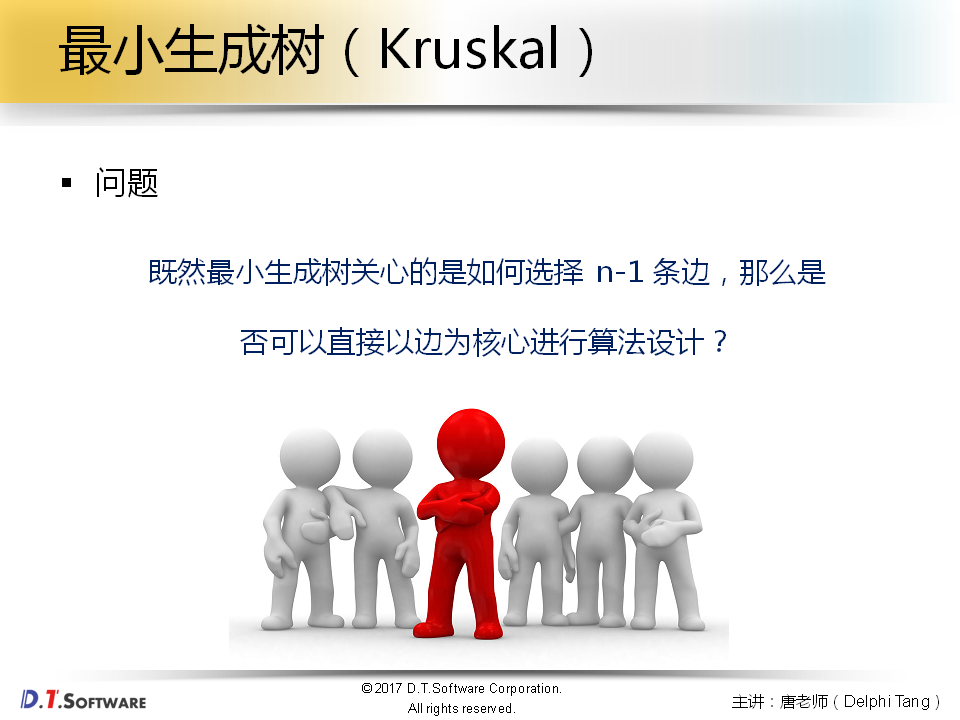 最小生成树（Kruskal）
▪ 问题
既然最小生成树关心的是如何选择 n-1 条边，那么是
否可以直接以边为核心进行算法设计？
D.T.SOFTWARE
©2017 D.T.Software Corporation.
All rights reserved.
主讲：唐老师（Delphi Tang）